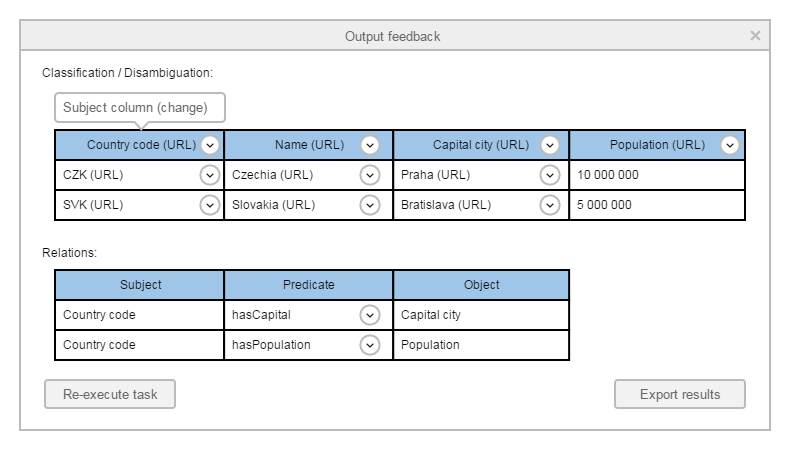 Output feedback
Classification / Disambiguation:
Subject column (change)
Country code (URL) Name (URL) Capital city (URL) Population (URL)
CZK (URL) Czechia (URL) Praha (URL) 10 000 000
SVK (URL) Slovakia (URL) Bratislava (URL) 5 000 000
Relations:
Subject Predicate Object
Country code hasCapital Capital city
Country code hasPopulation Population
Re-execute task Export results